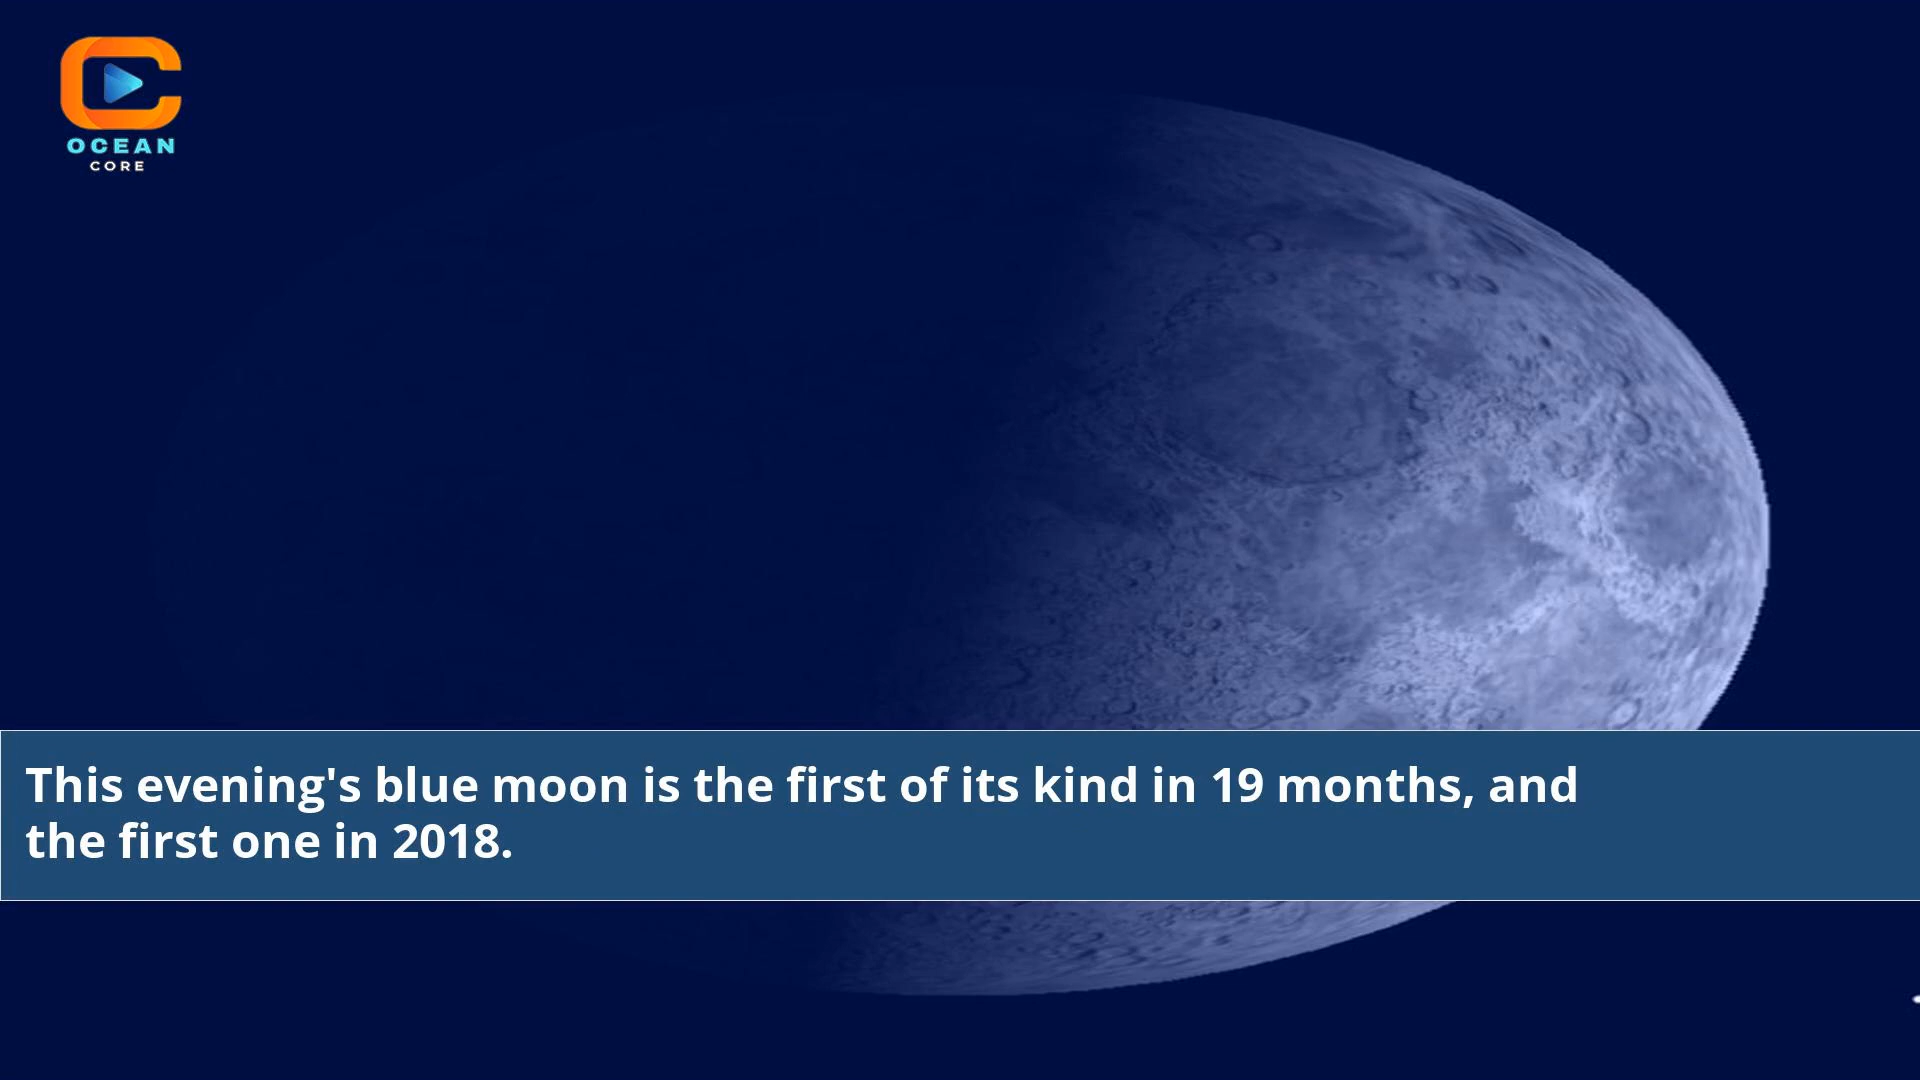 OCEAN
CORE
This evening's blue moon is the first of its kind in 19 months, and
the first one in 2018.